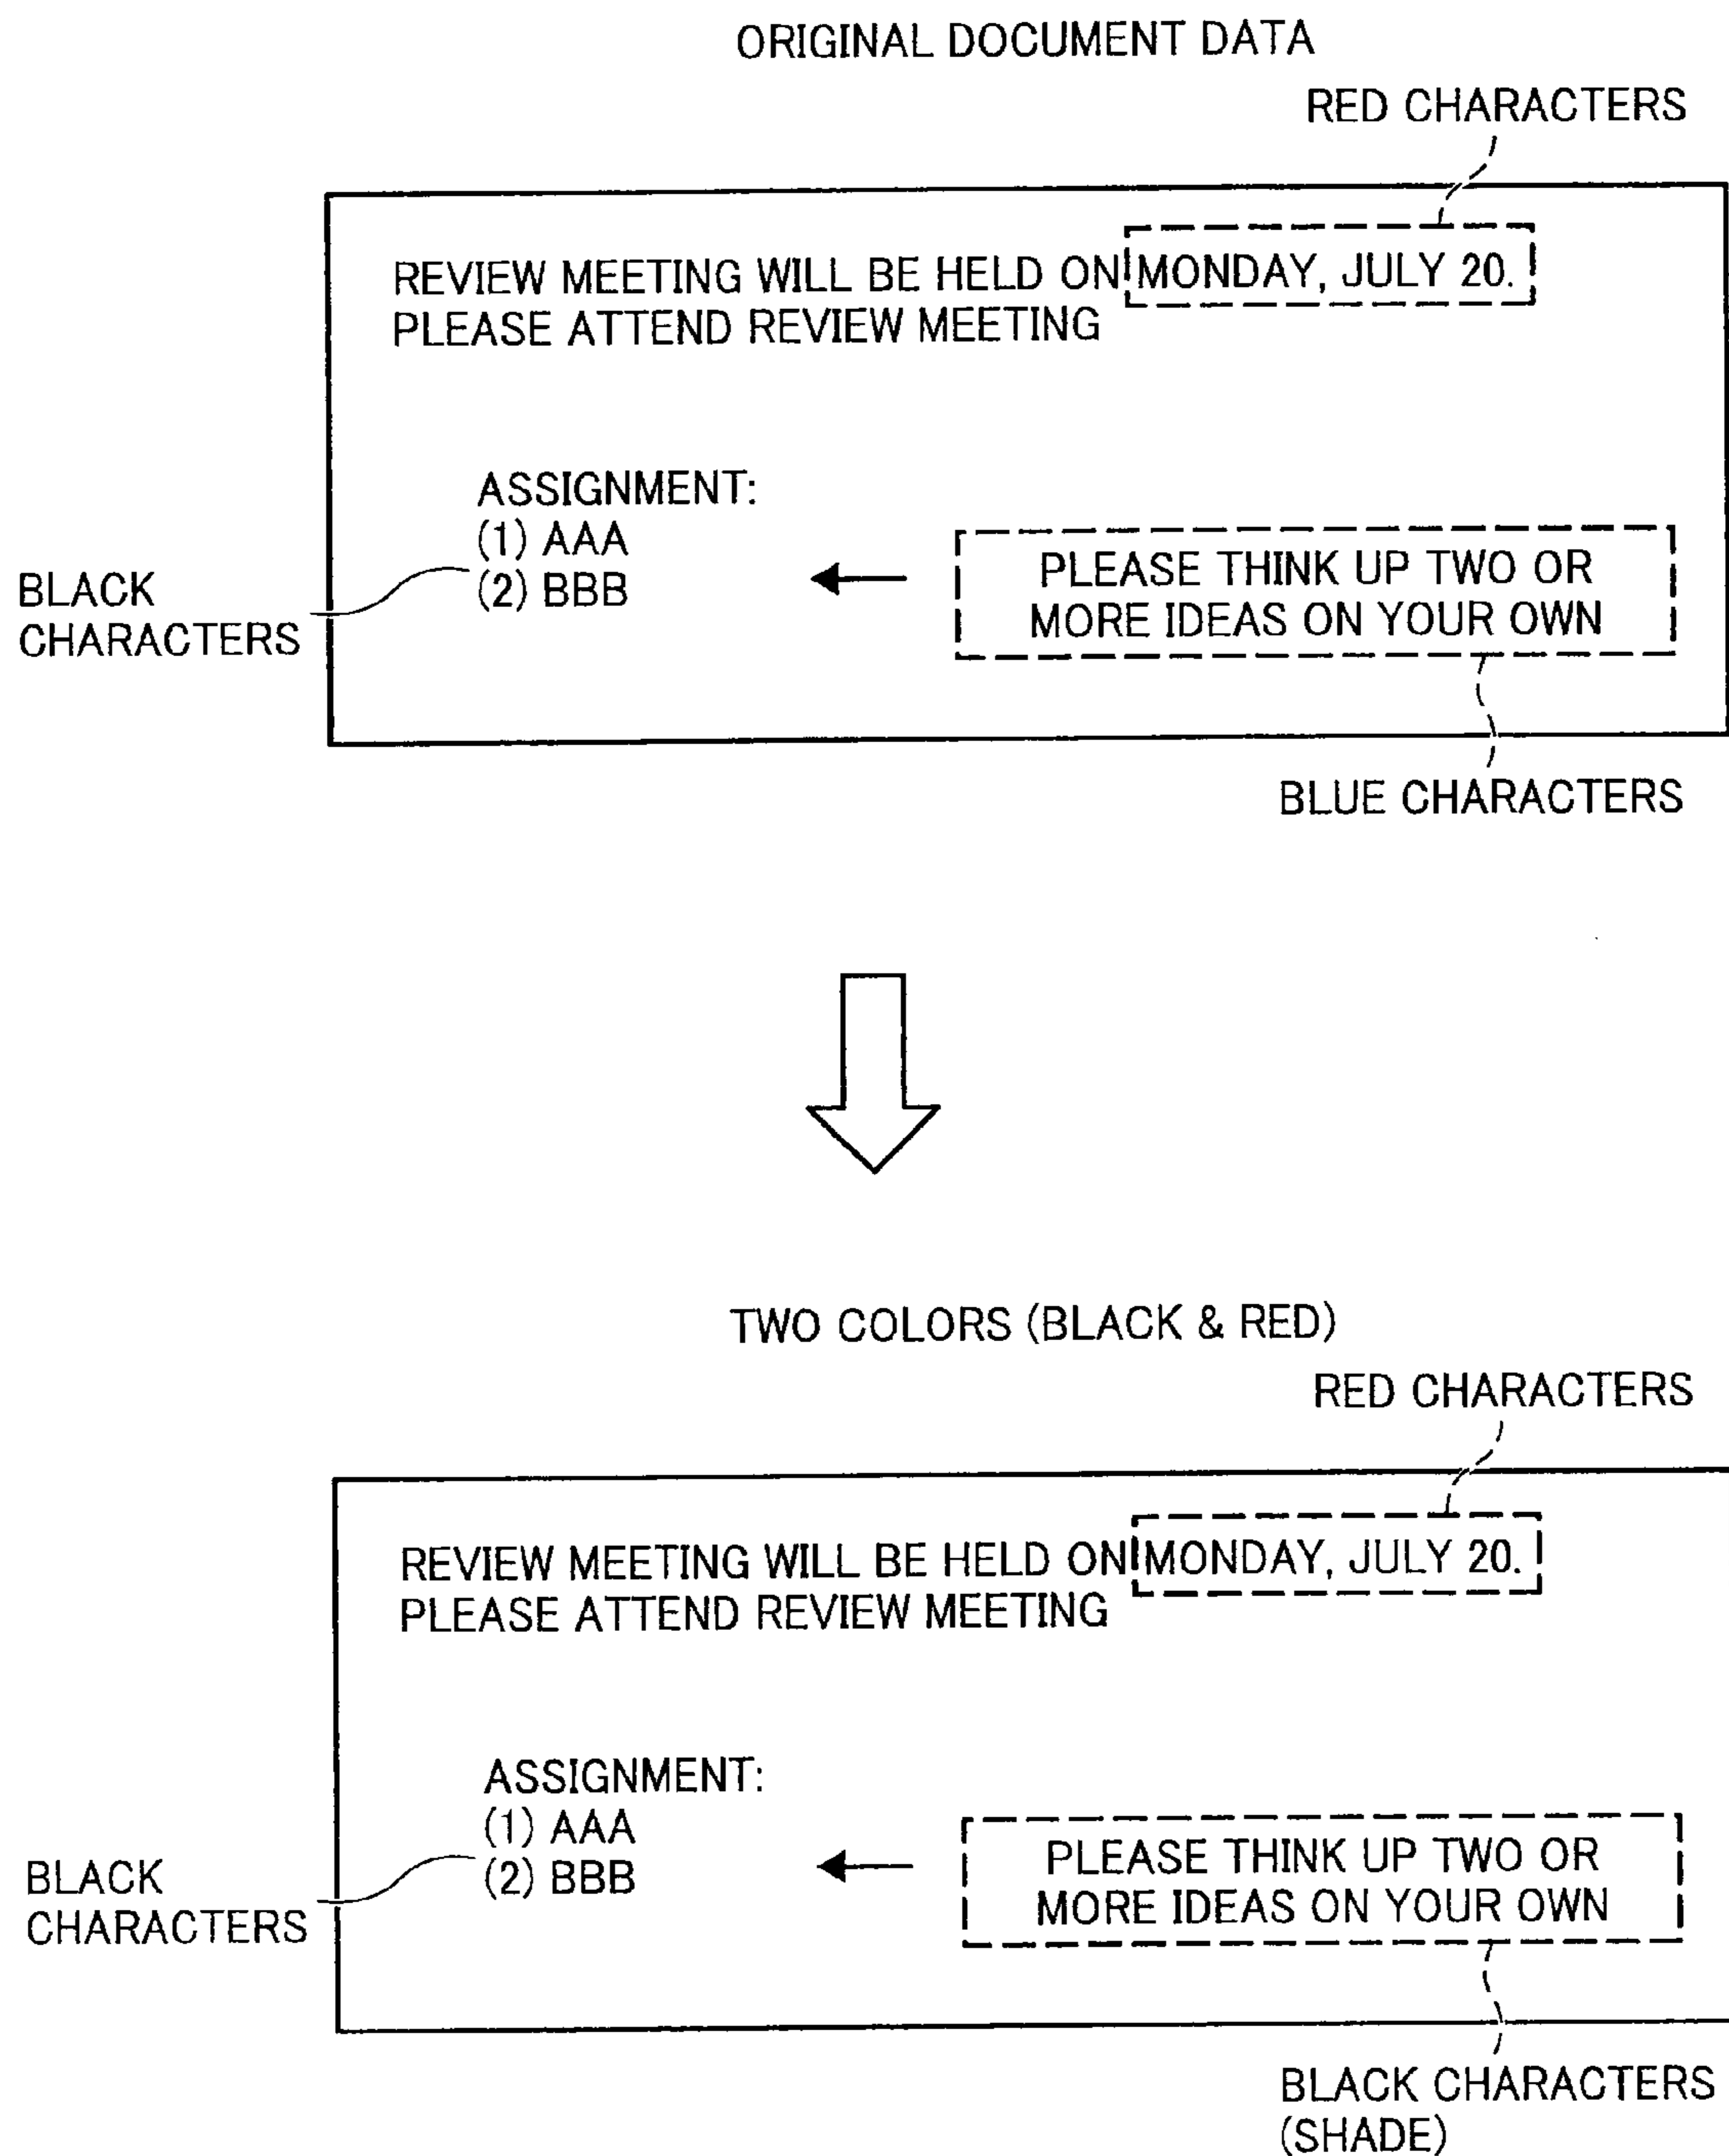 ORIGINAL DOCUMENT DATA
RED CHARACTERS
REVIEW MEETING WILL BE HELD ON MONDAY, JULY 20.
PLEASE ATTEND REVIEW MEETING
ASSIGNMENT:
(1) AAA
(2) BBB
PLEASE THINK UP TWO OR
MORE IDEAS ON YOUR OWN
BLACK
CHARACTERS
BLUE CHARACTERS
TWO COLORS (BLACK & RED)
RED CHARACTERS
REVIEW MEETING WILL BE HELD ON MONDAY, JULY 20.
PLEASE ATTEND REVIEW MEETING
ASSIGNMENT:
(1) AAA
(2) BBB
PLEASE THINK UP TWO OR
MORE IDEAS ON YOUR OWN
BLACK
CHARACTERS
BLACK CHARACTERS
(SHADE)